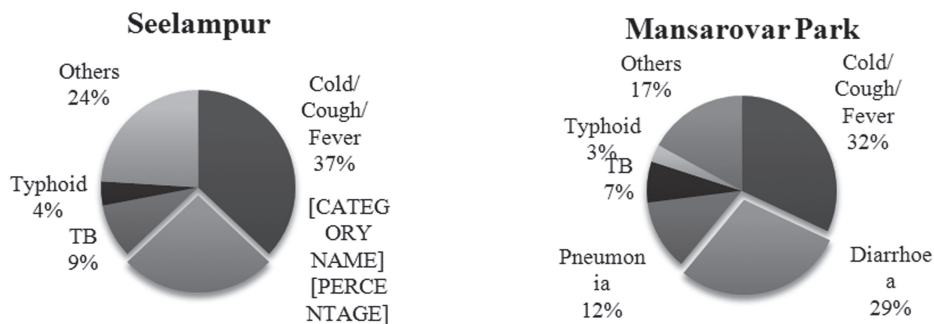 Seelampur
Others
24%
Cold/
Cough/
Fever
37%
Typhoid
4%
TB
9%
[CATEG
ORY
NAME]
[PERCE
NTAGE]
Mansarovar Park
Others
17%
Cold/
Cough/
Fever
32%
Typhoid
3%
TB
7%
Pneumon
ia
12%
Diarrhoe
a
29%